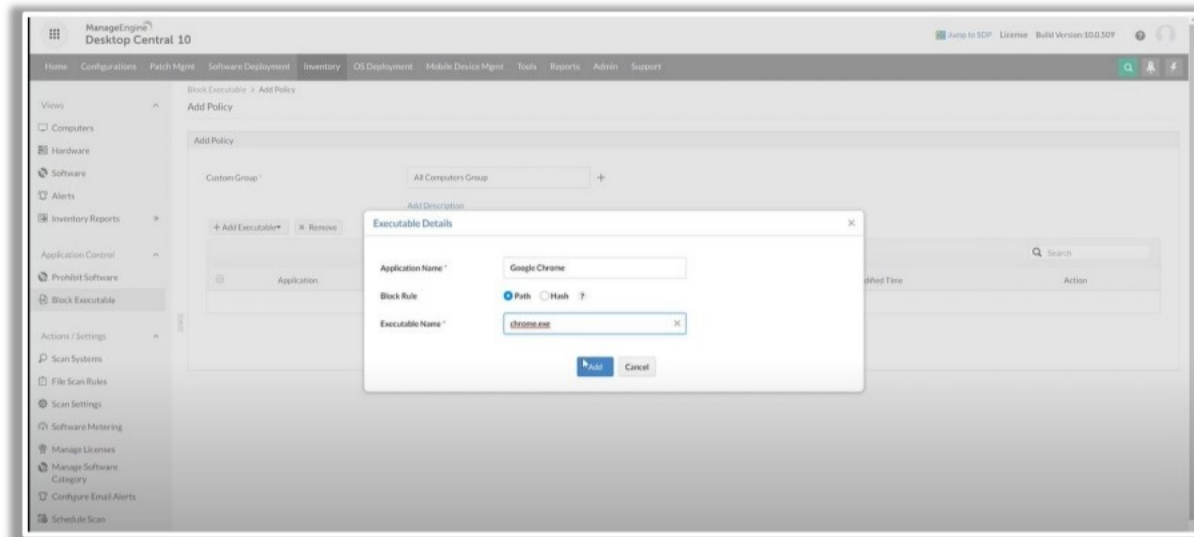 ManageEngine
Desktop Central 10
Jump to SDP License Build Version:10.0.509
Home Configurations Patch Mgmt Software Deployment Inventory OS Deployment Mobile Device Mgmt Tools Reports Admin Support
Block Executable > Add Policy
Add Policy
Views
Computers
Hardware
Software
Alerts
Inventory Reports
Application Control
Prohibit Software
Block Executable
Actions / Settings
Scan Systems
File Scan Rules
Scan Settings
Software Metering
Manage Licenses
Manage Software
Category
Configure Email Alerts
Schedule Scan
Add Policy
Custom Group *
All Computers Group +
Add Description
+ Add Executable
Remove
Search
Application
dified Time
Action
Executable Details
Application Name * Google Chrome
Block Rule Path Hash ?
Executable Name * chrome.exe
Add Cancel